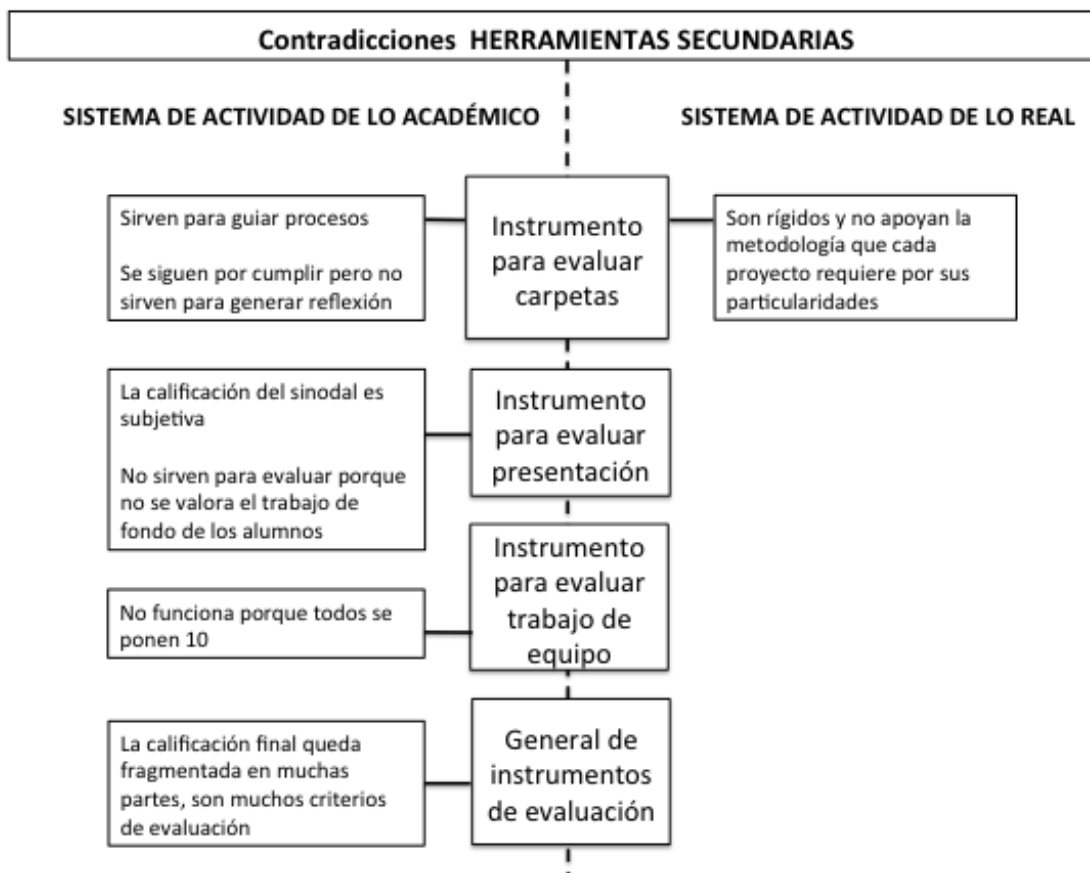 Contradicciones HERRAMIENTAS SECUNDARIAS
SISTEMA DE ACTIVIDAD DE LO ACADÉMICO
SISTEMA DE ACTIVIDAD DE LO REAL
Sirven para guiar procesos
Se siguen por cumplir pero no
sirven para generar reflexión
Instrumento
para evaluar
carpetas
Son rígidos y no apoyan la
metodología que cada
proyecto requiere por sus
particularidades
La calificación del sinodal es
subjetiva
No sirven para evaluar porque
no se valora el trabajo de
fondo de los alumnos
Instrumento
para evaluar
presentación
No funciona porque todos se
ponen 10
Instrumento
para evaluar
trabajo de
equipo
La calificación final queda
fragmentada en muchas
partes, son muchos criterios
de evaluación
General de
instrumentos
de evaluación